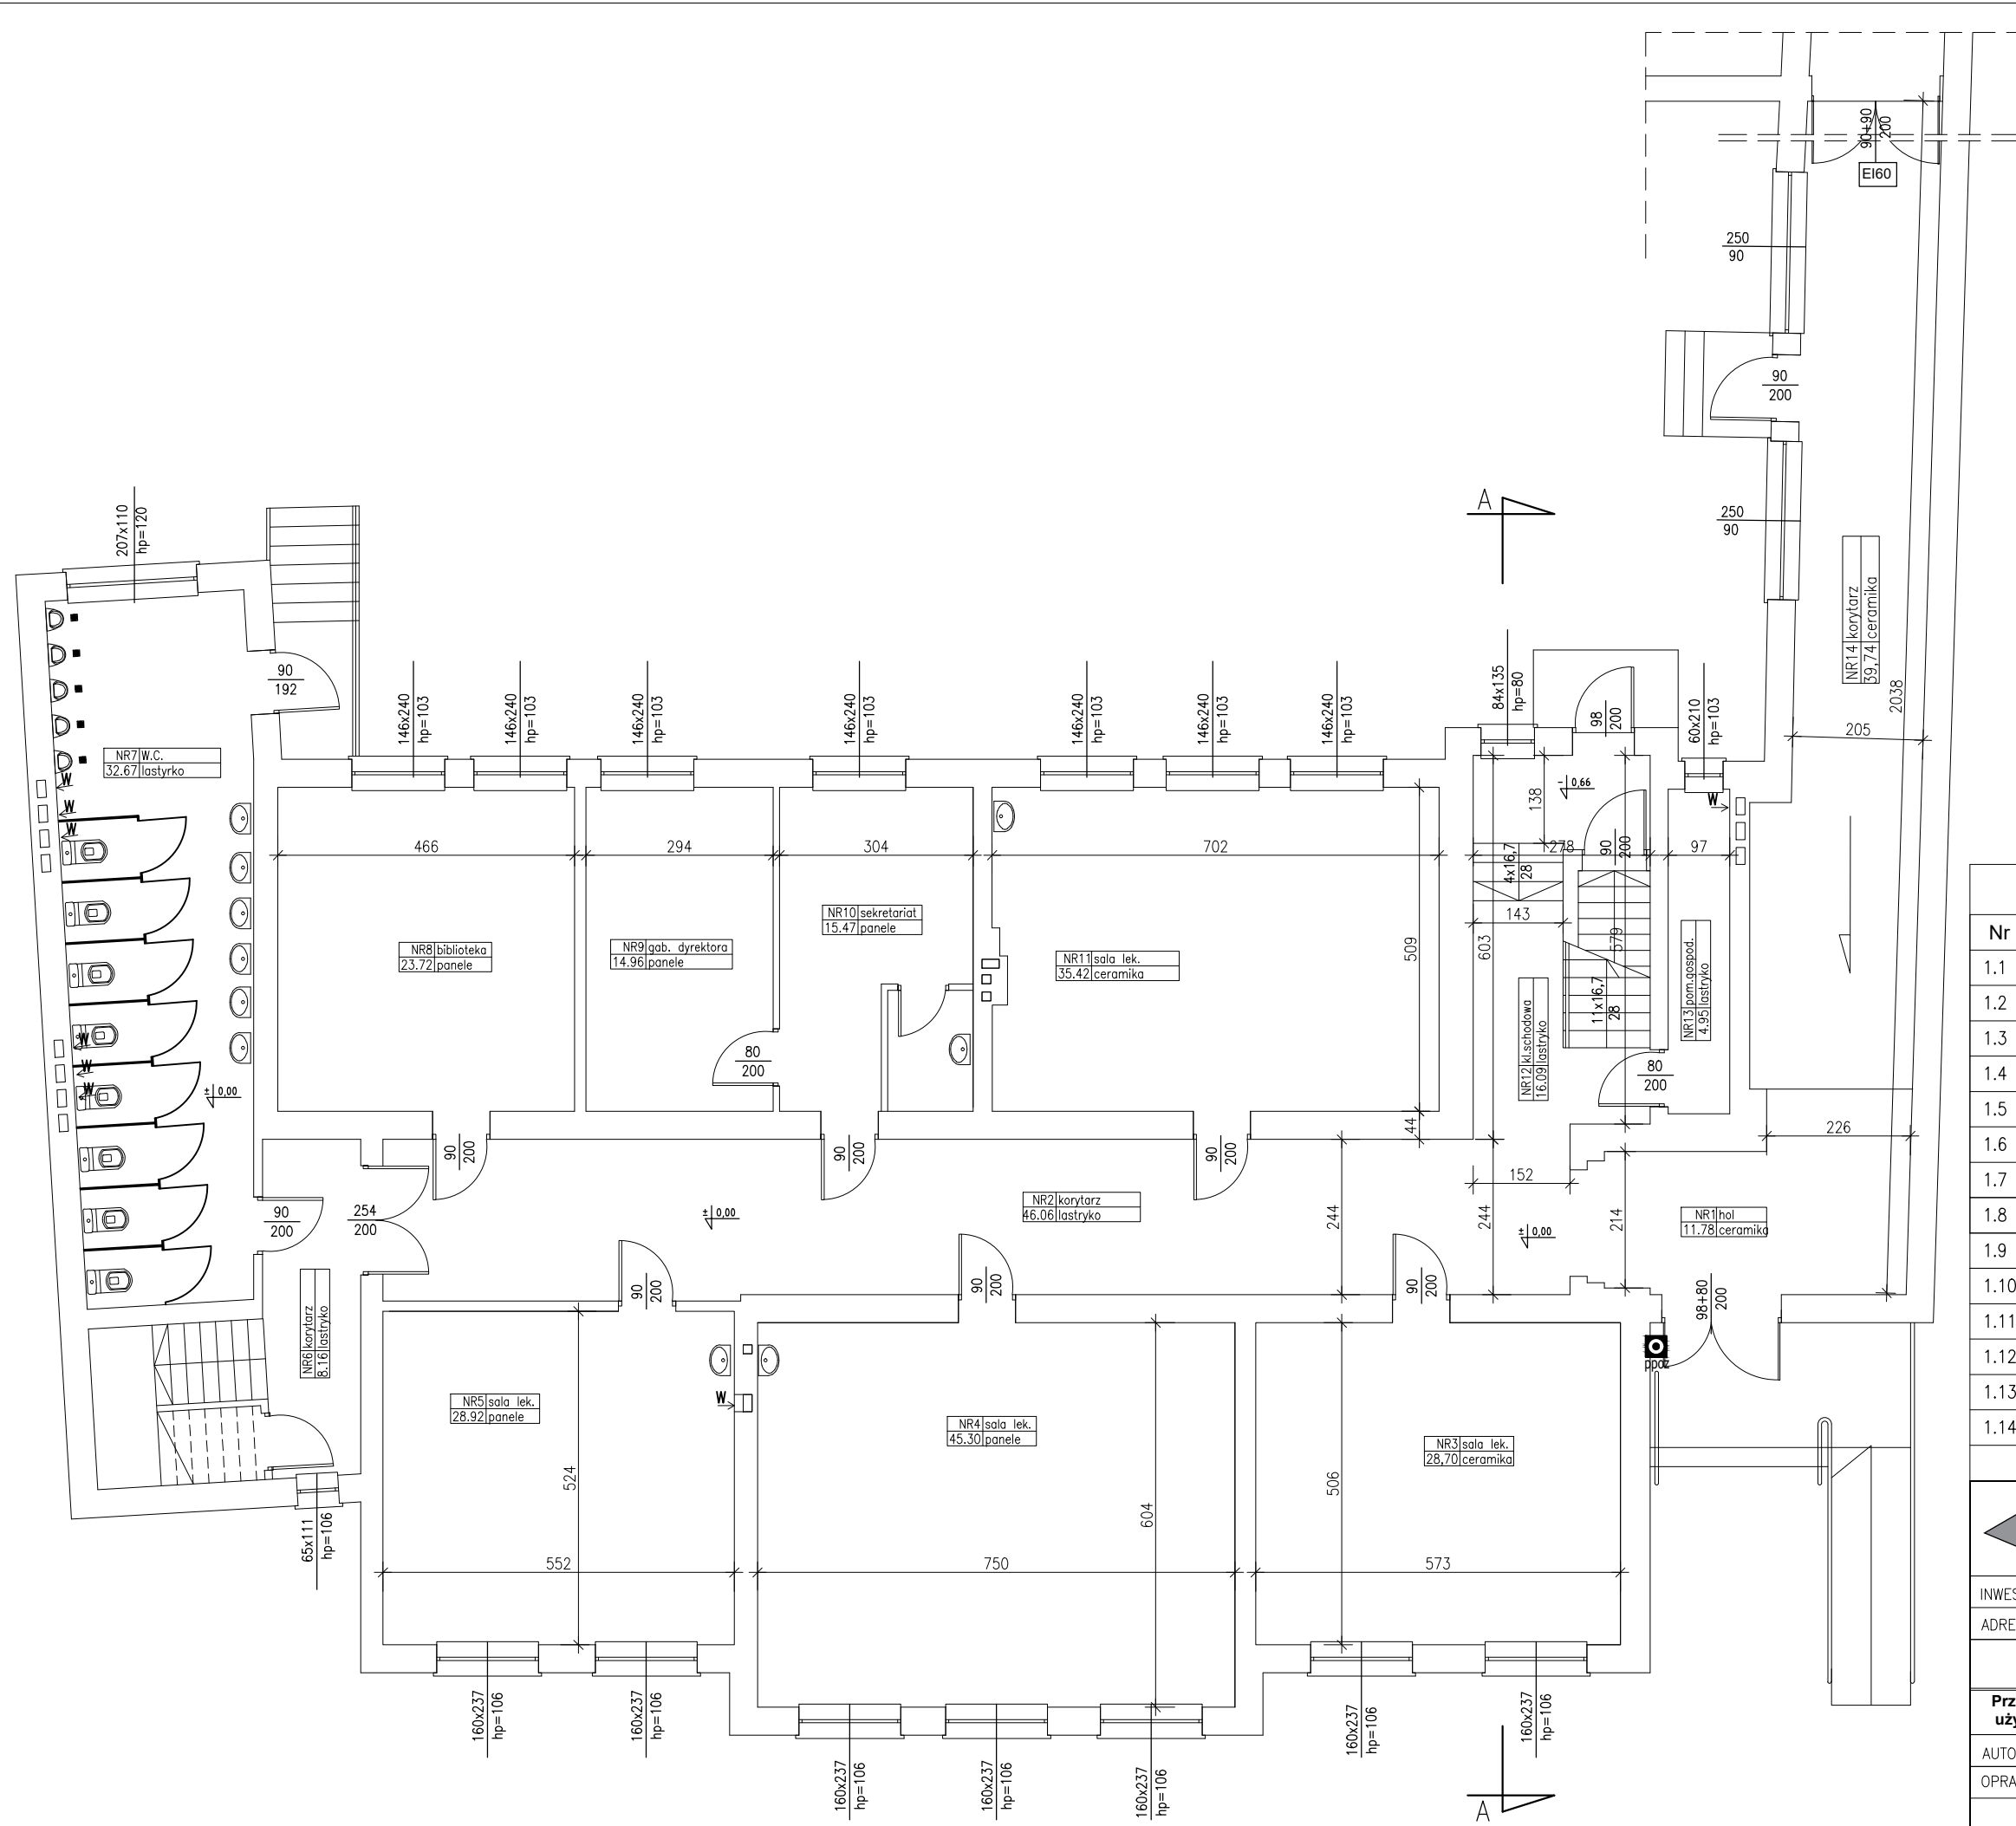 90+90
200
EI60
250
90
90
200
250
90
A
207x110
hp=120
NR14 korytarz
39,74 ceramika
2038
205
90
192
146x240
hp=103
146x240
hp=103
146x240
hp=103
146x240
hp=103
146x240
hp=103
146x240
hp=103
146x240
hp=103
84x135
hp=80
98
200
60x210
hp=103
NR7 W.C.
32.67 lastyrko
W
W
W
- 0,66
138
W
466
294
304
702
278
90
200
97
4x16,7
28
143
NR8 biblioteka
23.72 panele
NR9 gab. dyrektora
14.96 panele
NR10 sekretariat
15.47 panele
NR11 sala lek.
35.42 ceramika
509
603
579
NR12 kl.schodowa
16.09 lastryko
11x16,7
28
NR13 pom.gospod.
4.95 lastryko
W
W
W
± 0,00
80
200
80
200
44
226
90
200
90
200
90
200
152
90
200
254
200
± 0,00
NR2 korytarz
46.06 lastryko
244
244
± 0,00
214
NR1 hol
11.78 ceramika
NR6 korytarz
8.16 lastryko
90
200
90
200
90
200
98+80
200
ppoż
W
NR5 sala lek.
28.92 panele
NR4 sala lek.
45.30 panele
NR3 sala lek.
28,70 ceramika
524
604
506
65x111
hp=106
552
750
573
160x237
hp=106
160x237
hp=106
160x237
hp=106
160x237
hp=106
160x237
hp=106
160x237
hp=106
160x237
hp=106
A
Nr
1.1
1.2
1.3
1.4
1.5
1.6
1.7
1.8
1.9
1.10
1.11
1.12
1.13
1.14
INWES
ADRE
Prz
uży
AUTO
OPRA